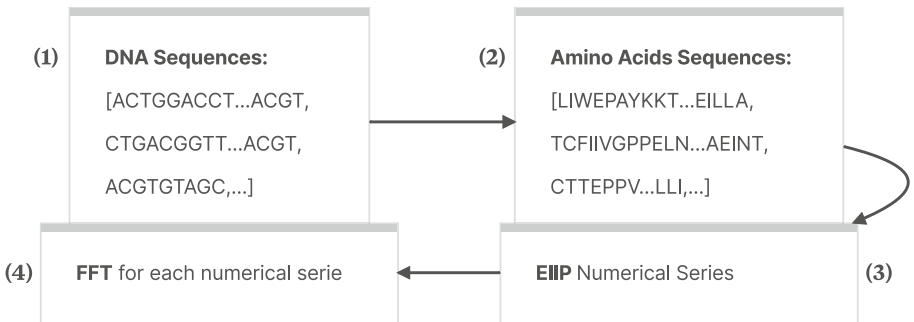 (1) DNA Sequences:
[ACTGGACCT...ACGT,
CTGACGGTT...ACGT,
ACGTGTAGC,...]
(2) Amino Acids Sequences:
[LIWEPAYKKT...EILLA,
TCFIIVGPPELN...AEINT,
CTTEPPV...LLI,...]
(4) FFT for each numerical serie
EIIP Numerical Series (3)